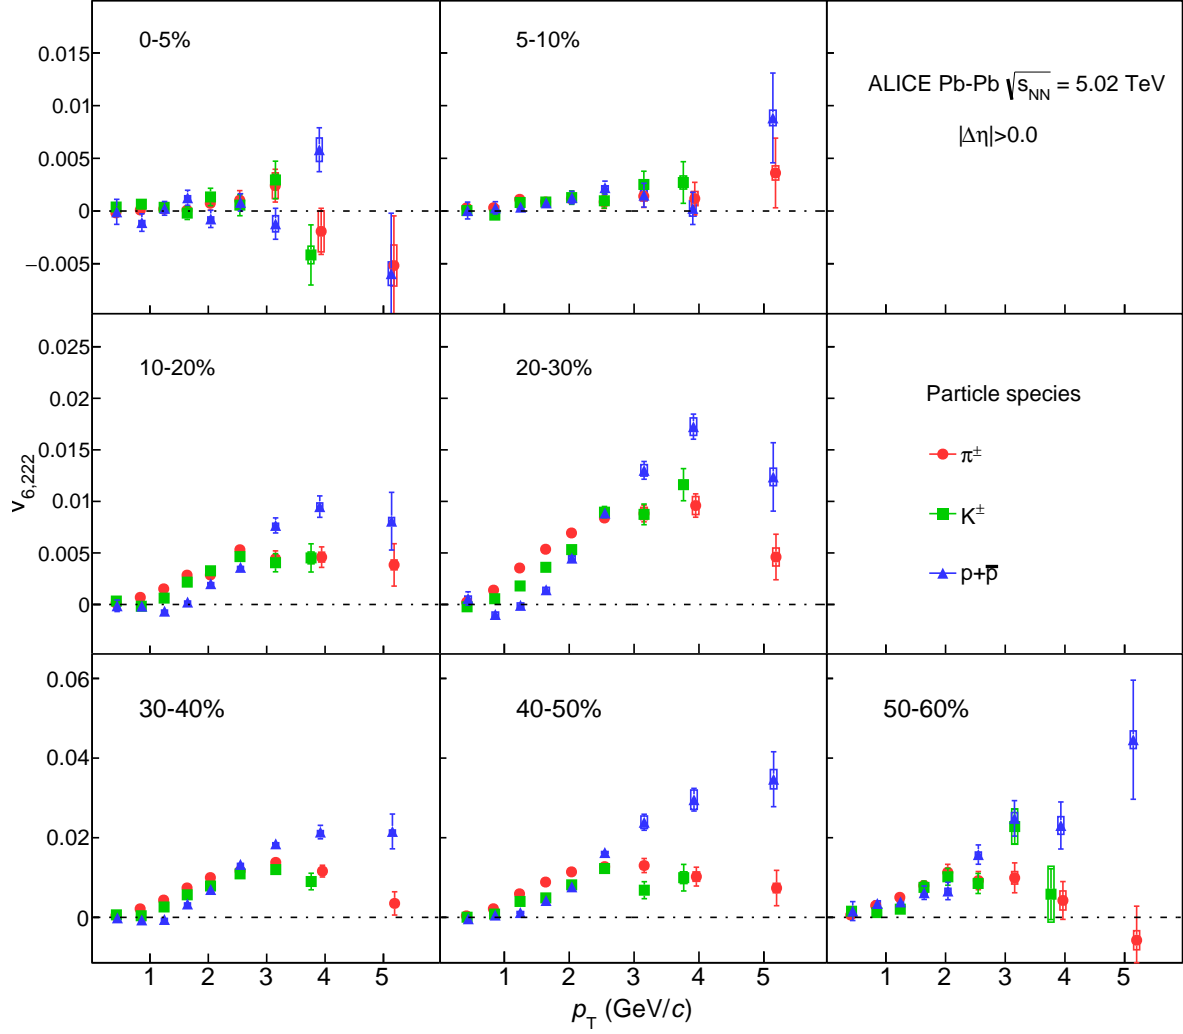 0-5%
5-10%
ALICE Pb-Pb √s_NN = 5.02 TeV
|Δη|>0.0
0.015
0.01
0.005
0
−0.005
10-20%
20-30%
Particle species
π±
K±
p+p̅
0.025
0.02
0.015
0.01
0.005
0
v_6,222
30-40%
40-50%
50-60%
0.06
0.04
0.02
0
1 2 3 4 5
1 2 3 4 5
1 2 3 4 5
p_T (GeV/c)